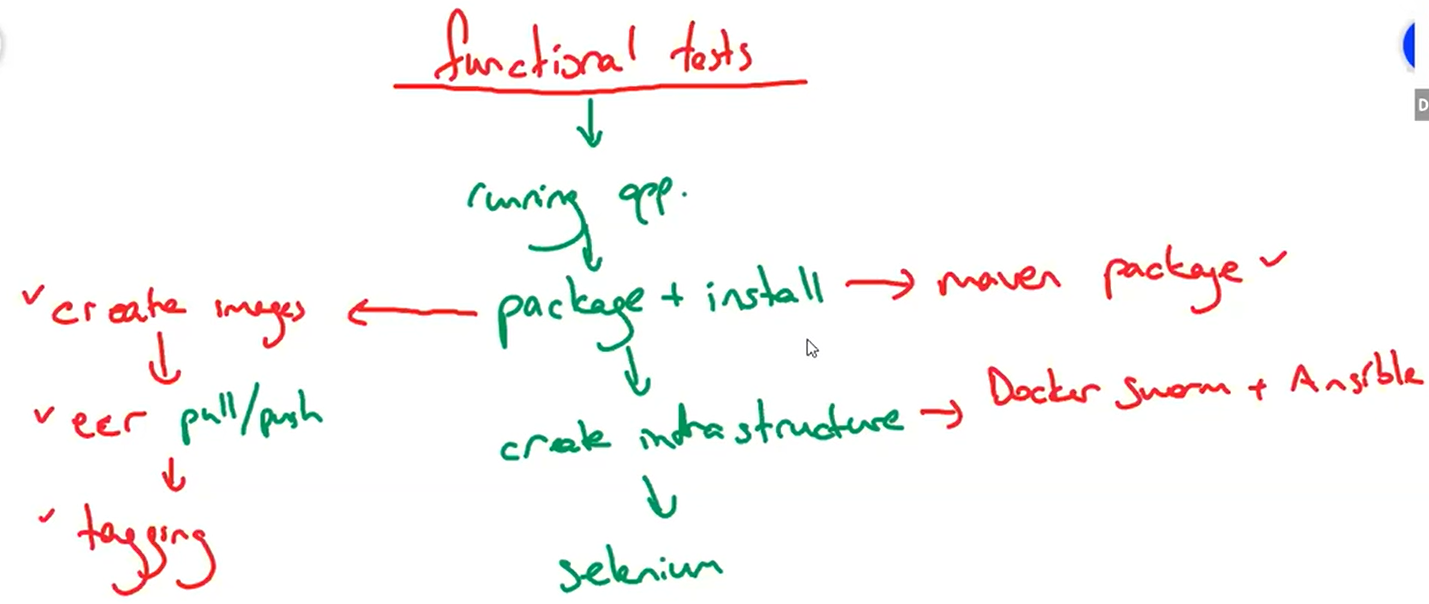 functional tests
running app.
package + install → maven package ✓
✓ create images
create infrastructure → Docker Swarm + Ansible
✓ ecr pull/push
✓ tagging
selenium
D